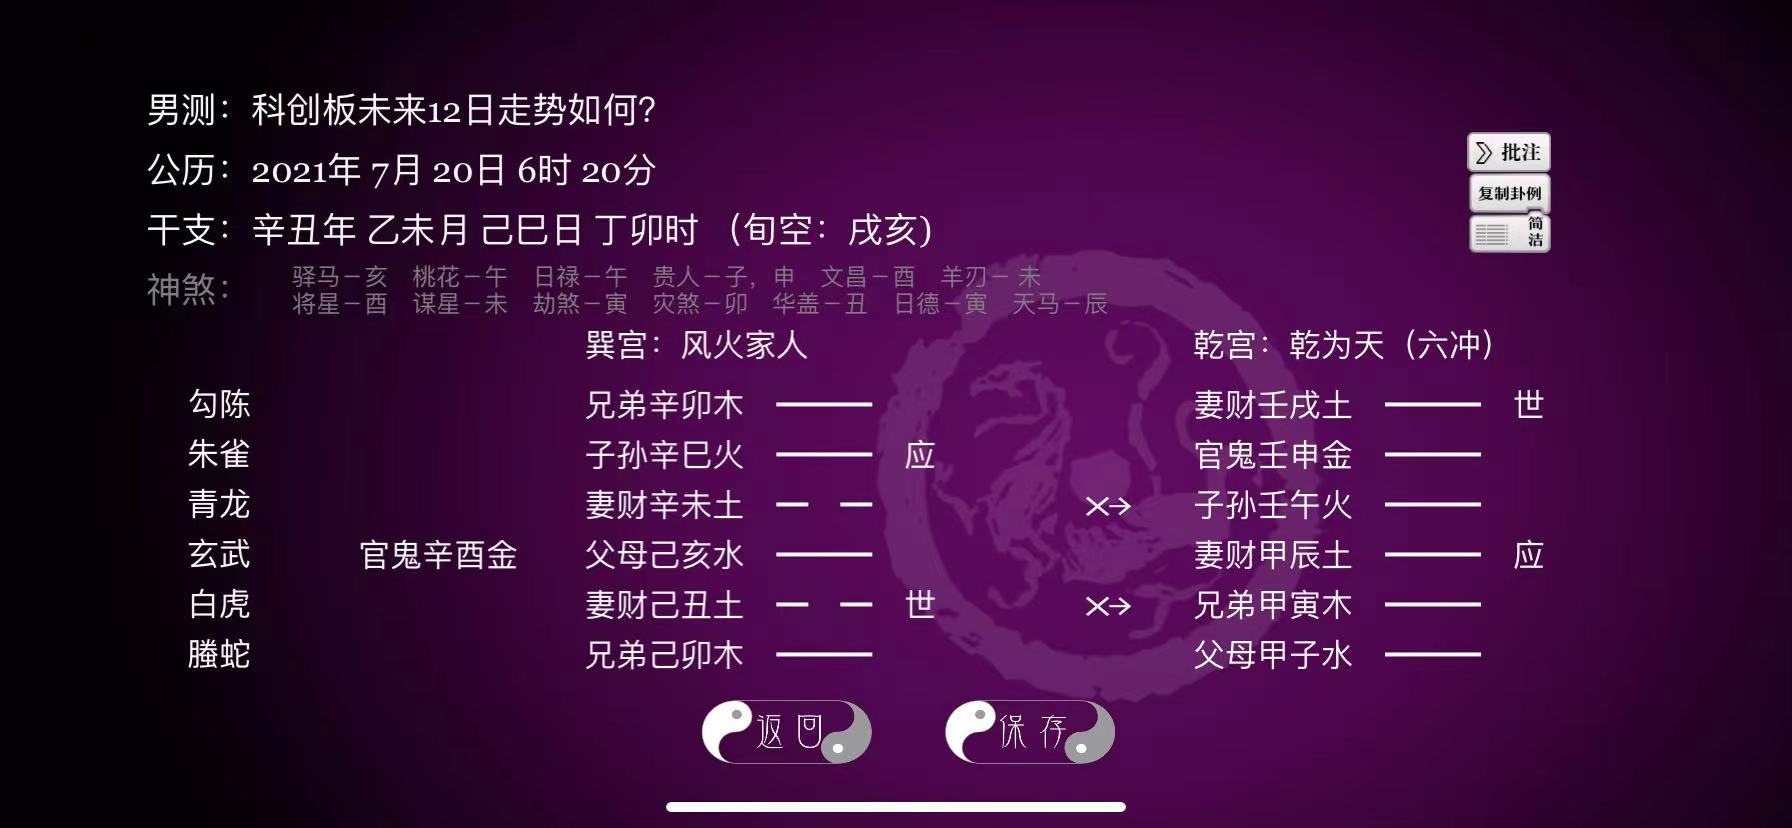 男测：科创板未来12日走势如何？
公历：2021年 7月 20日 6时 20分
批注
复制卦例
简洁
干支：辛丑年 乙未月 己巳日 丁卯时 （旬空：戌亥）
神煞：
驿马－亥 桃花－午 日禄－午 贵人－子，申 文昌－酉 羊刃－未
将星－酉 谋星－未 劫煞－寅 灾煞－卯 华盖－丑 日德－寅 天马－辰
巽宫：风火家人 乾宫：乾为天（六冲）
勾陈 兄弟辛卯木 妻财壬戌土 世
朱雀 子孙辛巳火 应 官鬼壬申金
青龙 妻财辛未土 ×→ 子孙壬午火
玄武 官鬼辛酉金 父母己亥水 妻财甲辰土 应
白虎 妻财己丑土 世 ×→ 兄弟甲寅木
螣蛇 兄弟己卯木 父母甲子水
返回 保存